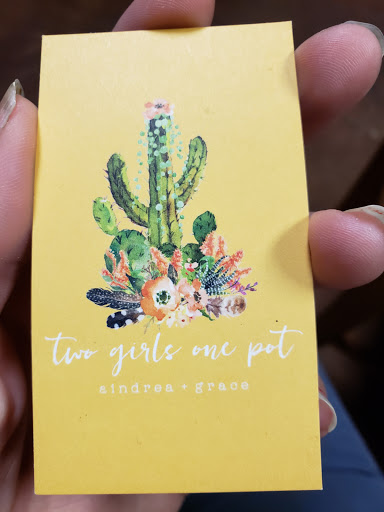 two girls one pot
aindrea + grace